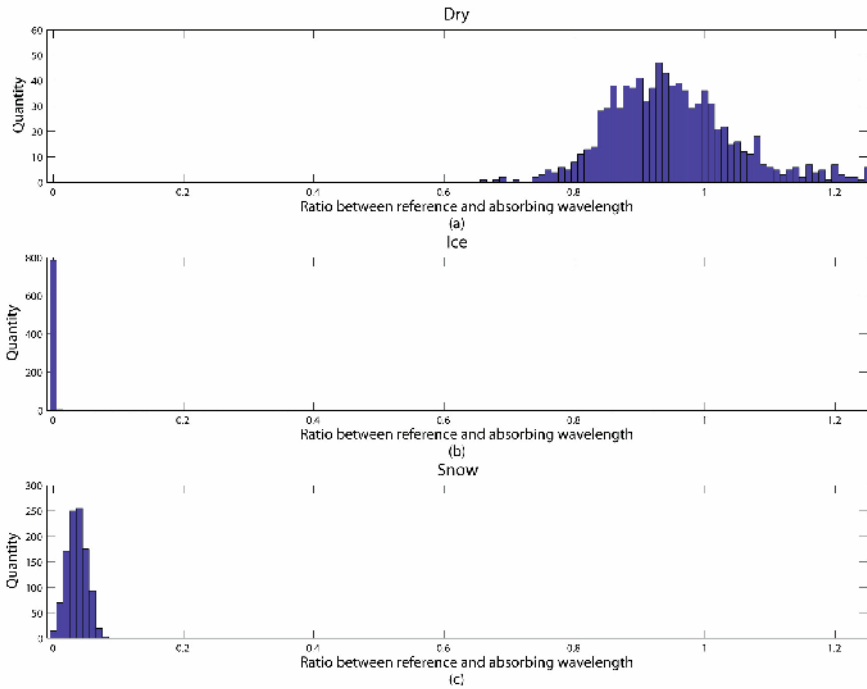 Dry
60
50
40
30
20
10
0
Quantity
0 0.2 0.4 0.6 0.8 1 1.2
Ratio between reference and absorbing wavelength
(a)
Ice
800
600
400
200
0
Quantity
0 0.2 0.4 0.6 0.8 1 1.2
Ratio between reference and absorbing wavelength
(b)
Snow
300
250
200
150
100
50
0
Quantity
0 0.2 0.4 0.6 0.8 1 1.2
Ratio between reference and absorbing wavelength
(c)